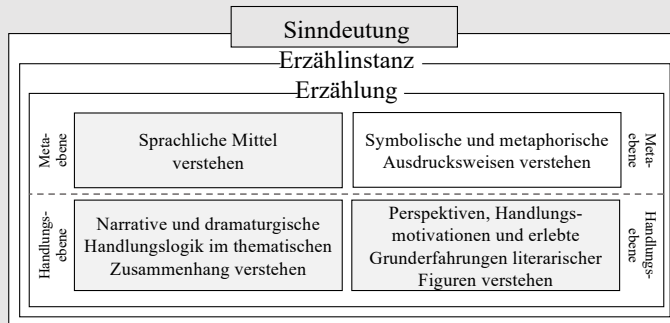 Sinndeutung
Erzählinstanz
Erzählung
Meta-
ebene
Sprachliche Mittel
verstehen
Symbolische und metaphorische
Ausdrucksweisen verstehen
Meta-
ebene
Handlungs-
ebene
Narrative und dramaturgische
Handlungslogik im thematischen
Zusammenhang verstehen
Perspektiven, Handlungs-
motivationen und erlebte
Grunderfahrungen literarischer
Figuren verstehen
Handlungs-
ebene